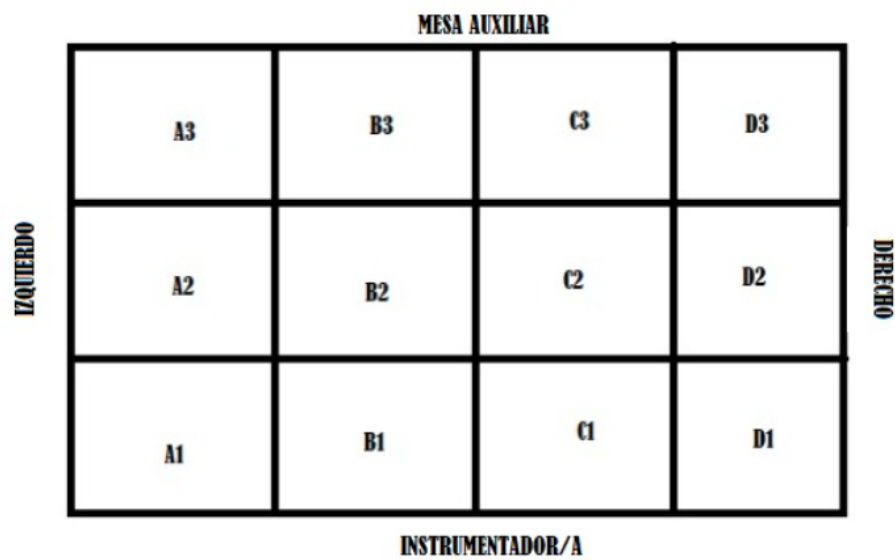 MESA AUXILIAR
A3 B3 C3 D3
IZQUIERDO
A2 B2 C2 D2
DERECHO
A1 B1 C1 D1
INSTRUMENTADOR/A